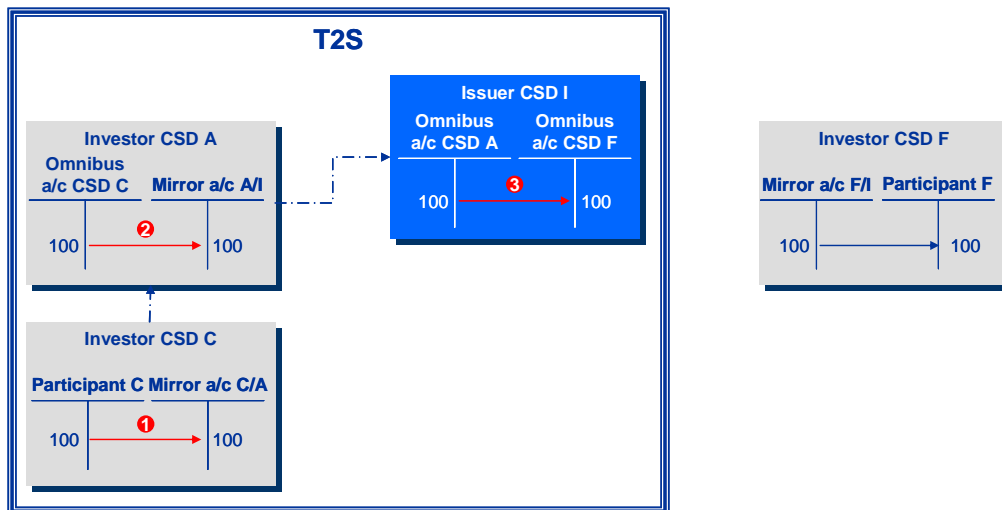 T2S
Issuer CSD I
Omnibus a/c CSD A
Omnibus a/c CSD F
100
3
100
Investor CSD A
Omnibus a/c CSD C
Mirror a/c A/I
100
2
100
Investor CSD C
Participant C
Mirror a/c C/A
100
1
100
Investor CSD F
Mirror a/c F/I
Participant F
100
100